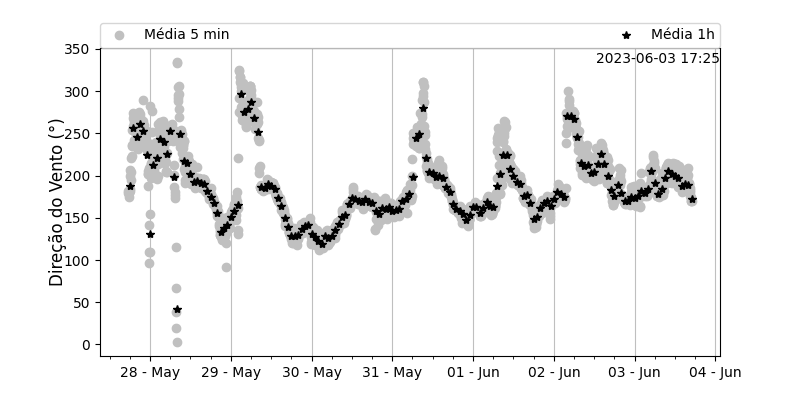 Média 5 min
Média 1h
2023-06-03 17:25
Direção do Vento (°)
350
300
250
200
150
100
50
0
28 - May
29 - May
30 - May
31 - May
01 - Jun
02 - Jun
03 - Jun
04 - Jun